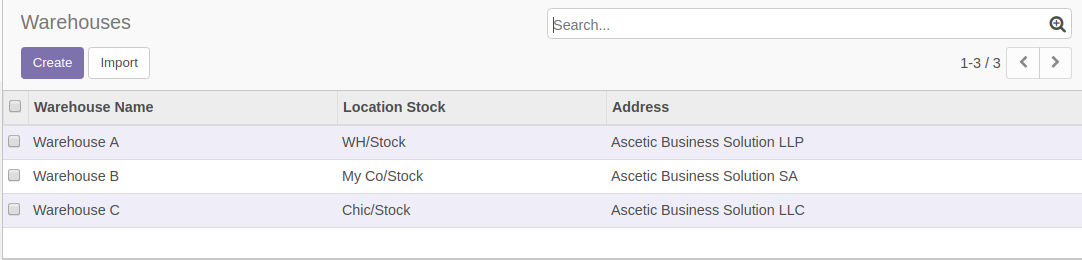 Warehouses
Search...
Create Import
1-3 / 3
Warehouse Name Location Stock Address
Warehouse A WH/Stock Ascetic Business Solution LLP
Warehouse B My Co/Stock Ascetic Business Solution SA
Warehouse C Chic/Stock Ascetic Business Solution LLC